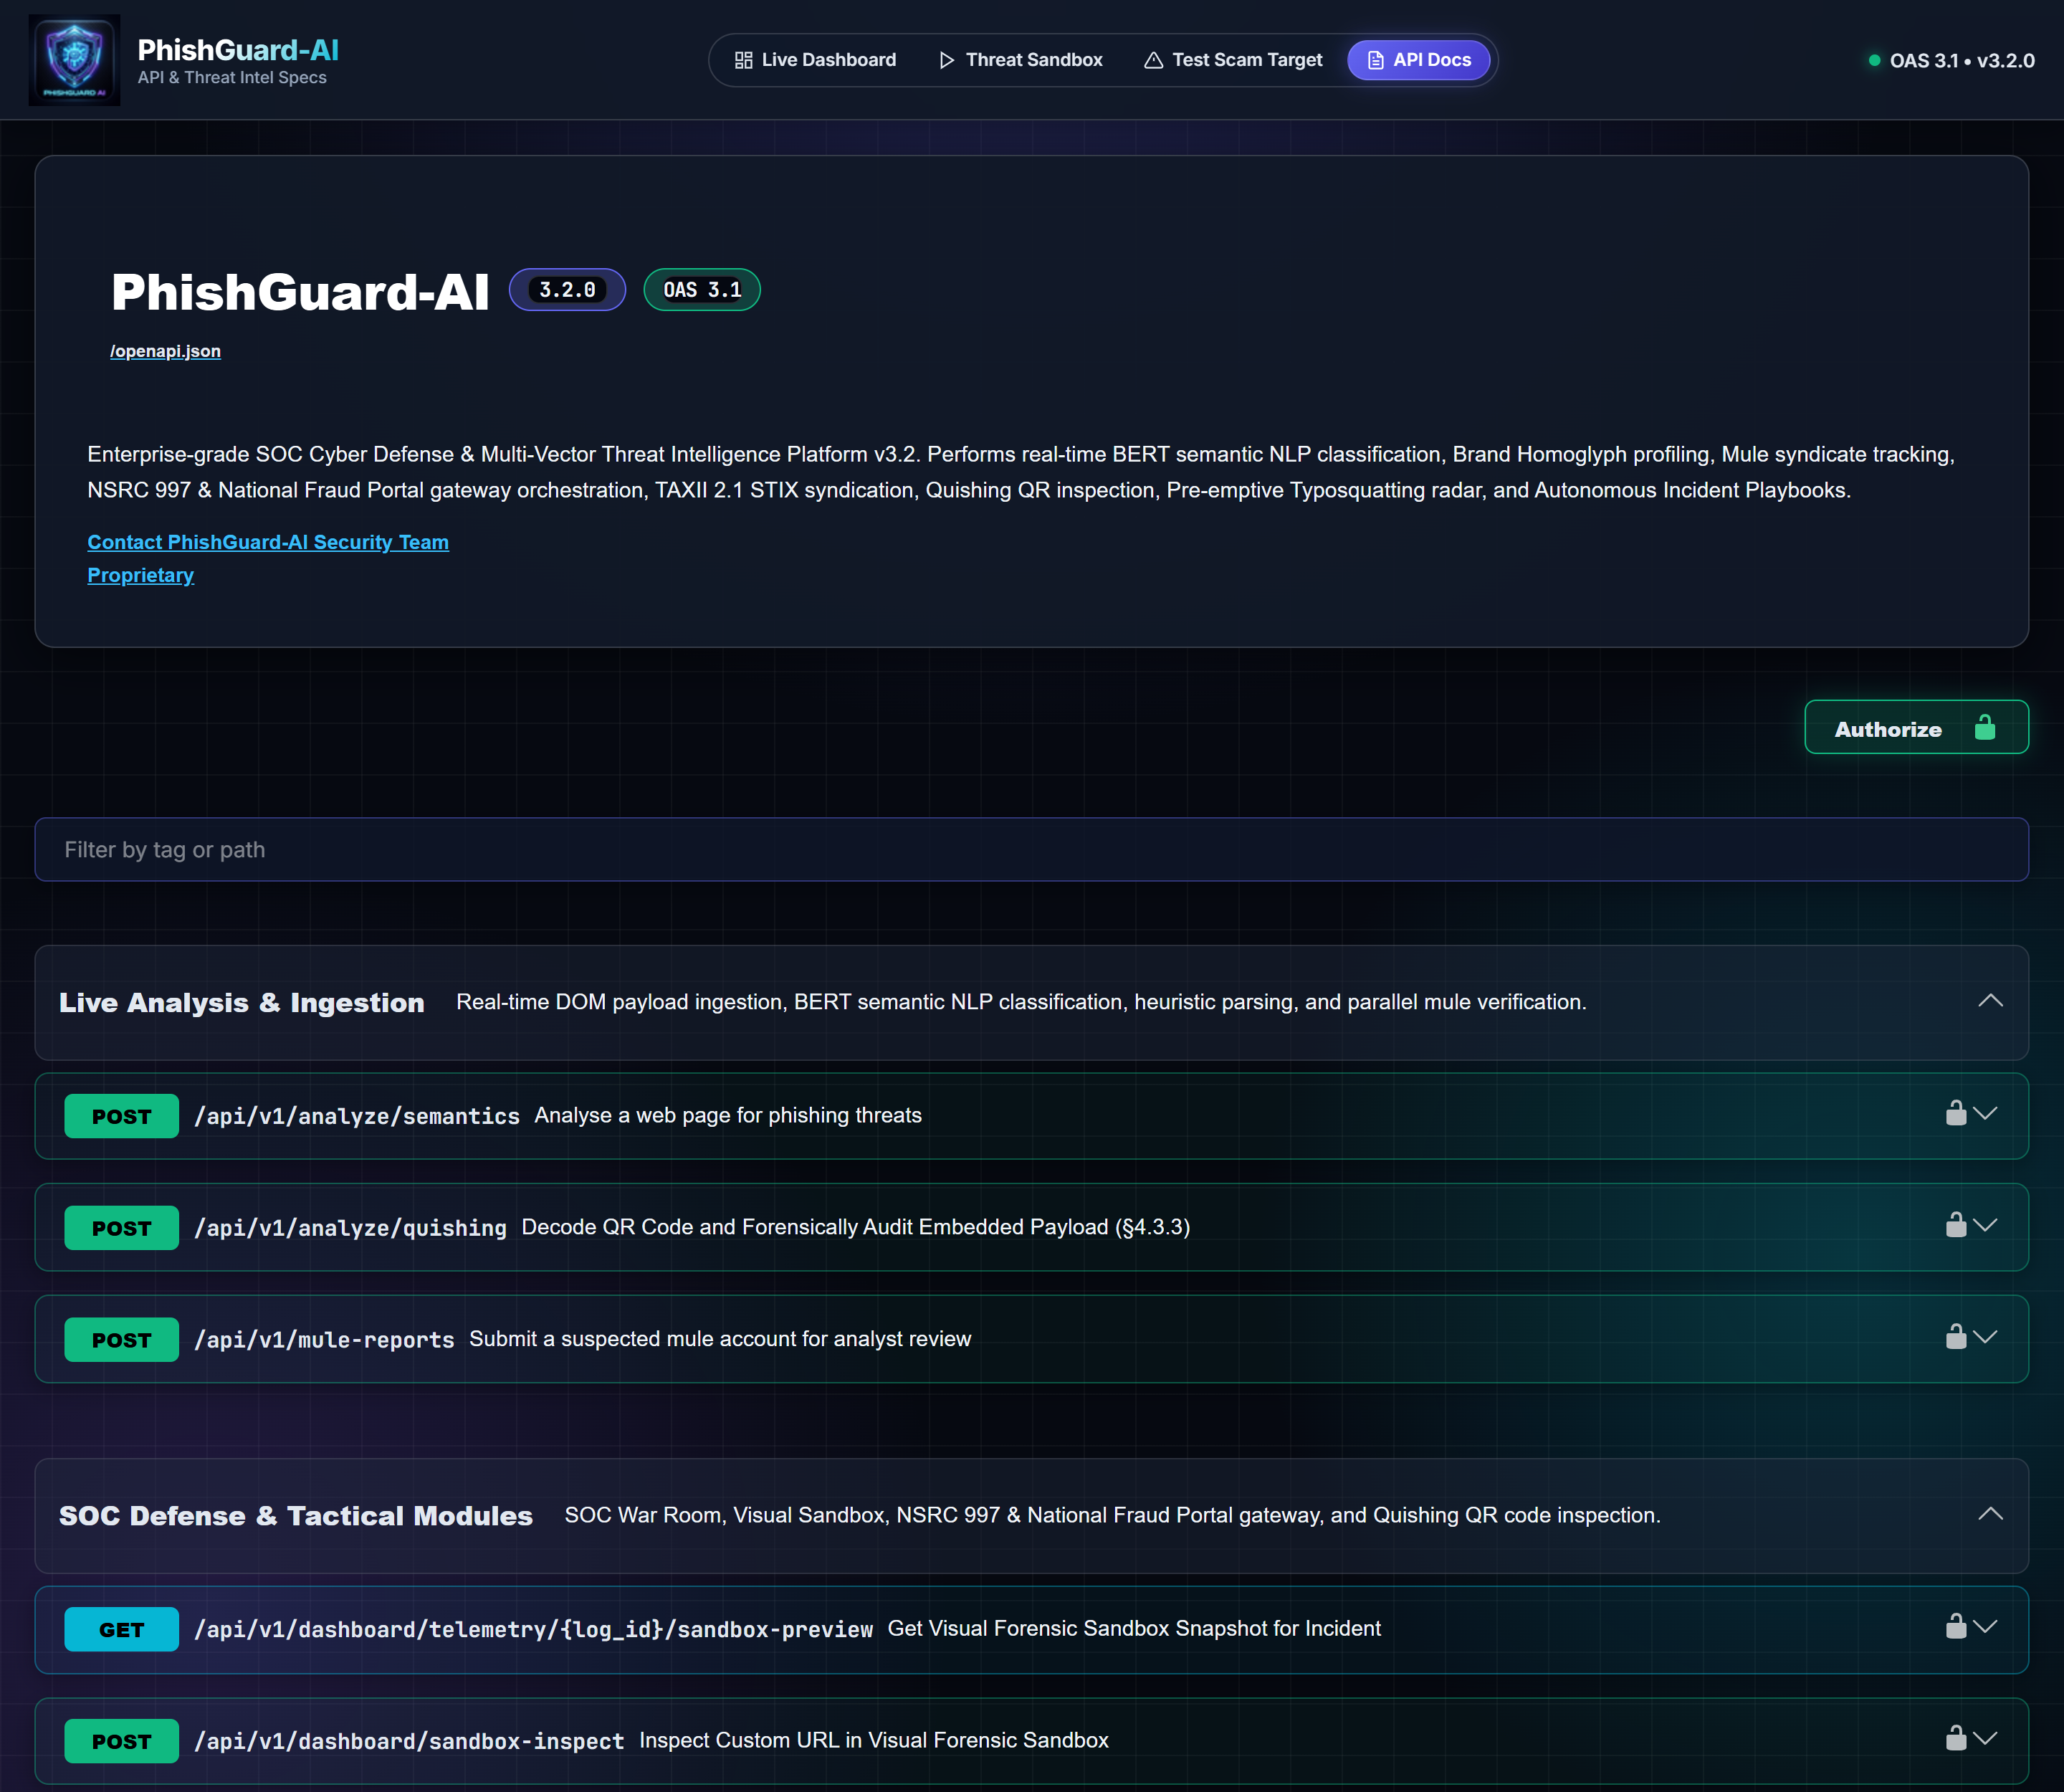 PHISHGUARD AI
PhishGuard-AI
API & Threat Intel Specs
Live Dashboard
Threat Sandbox
Test Scam Target
API Docs
OAS 3.1 • v3.2.0
PhishGuard-AI
3.2.0
OAS 3.1
/openapi.json
Enterprise-grade SOC Cyber Defense & Multi-Vector Threat Intelligence Platform v3.2. Performs real-time BERT semantic NLP classification, Brand Homoglyph profiling, Mule syndicate tracking,
NSRC 997 & National Fraud Portal gateway orchestration, TAXII 2.1 STIX syndication, Quishing QR inspection, Pre-emptive Typosquatting radar, and Autonomous Incident Playbooks.
Contact PhishGuard-AI Security Team
Proprietary
Authorize
Filter by tag or path
Live Analysis & Ingestion Real-time DOM payload ingestion, BERT semantic NLP classification, heuristic parsing, and parallel mule verification.
POST /api/v1/analyze/semantics Analyse a web page for phishing threats
POST /api/v1/analyze/quishing Decode QR Code and Forensically Audit Embedded Payload (§4.3.3)
POST /api/v1/mule-reports Submit a suspected mule account for analyst review
SOC Defense & Tactical Modules SOC War Room, Visual Sandbox, NSRC 997 & National Fraud Portal gateway, and Quishing QR code inspection.
GET /api/v1/dashboard/telemetry/{log_id}/sandbox-preview Get Visual Forensic Sandbox Snapshot for Incident
POST /api/v1/dashboard/sandbox-inspect Inspect Custom URL in Visual Forensic Sandbox